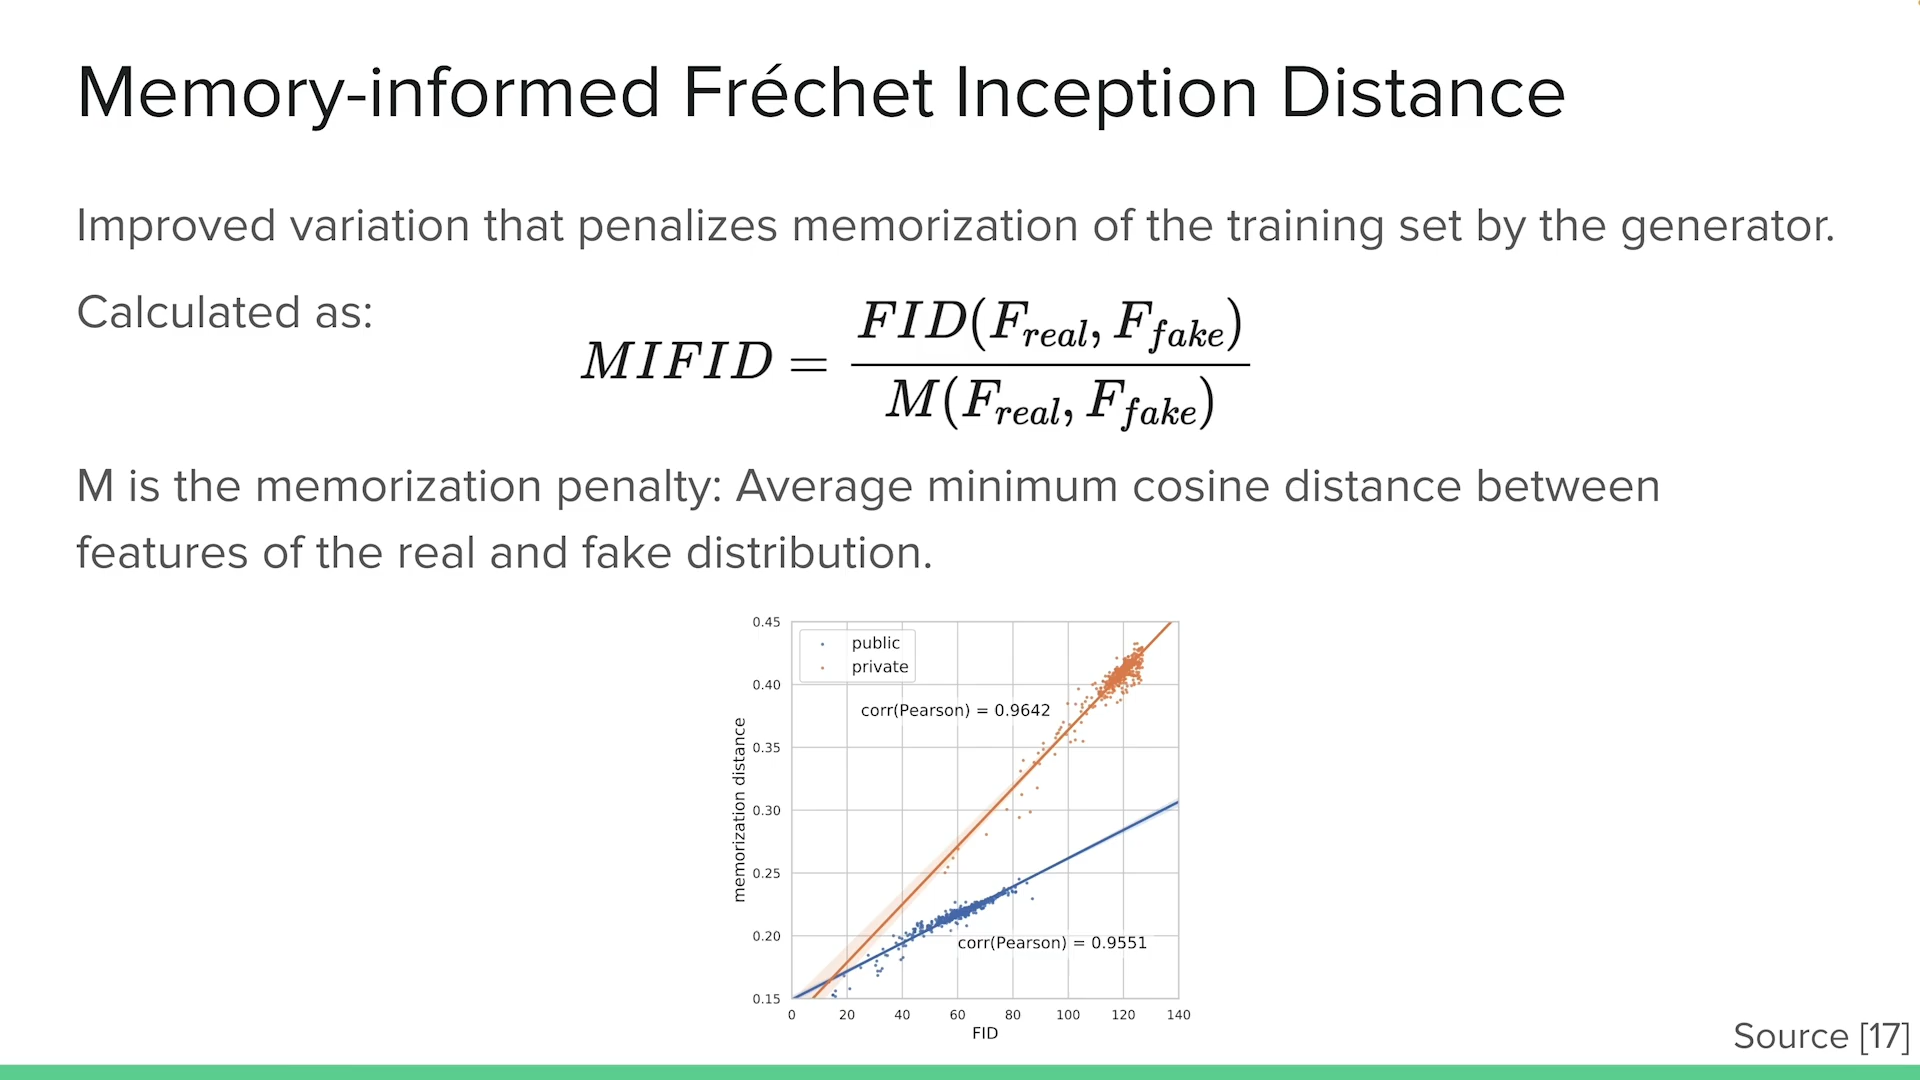 Memory-informed Fréchet Inception Distance
Improved variation that penalizes memorization of the training set by the generator.
Calculated as:
MIFID = FID(F_real, F_fake) / M(F_real, F_fake)
M is the memorization penalty: Average minimum cosine distance between
features of the real and fake distribution.
0.45
0.40
0.35
0.30
0.25
0.20
0.15
memorization distance
public
private
corr(Pearson) = 0.9642
corr(Pearson) = 0.9551
0 20 40 60 80 100 120 140
FID
Source [17]